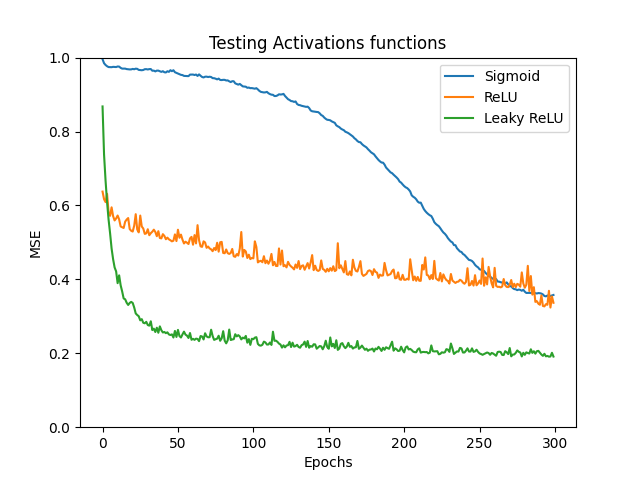 Testing Activations functions
Sigmoid
ReLU
Leaky ReLU
MSE
1.0
0.8
0.6
0.4
0.2
0.0
0 50 100 150 200 250 300
Epochs